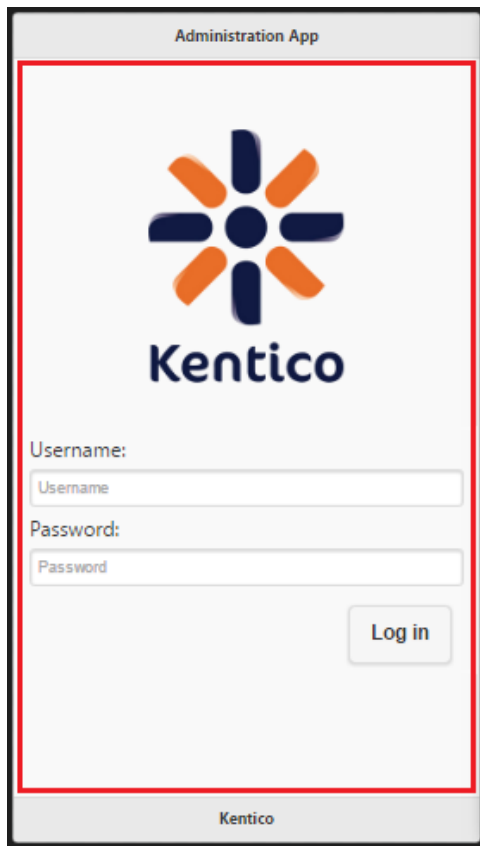 Administration App
Kentico
Username:
Username
Password:
Password
Log in
Kentico